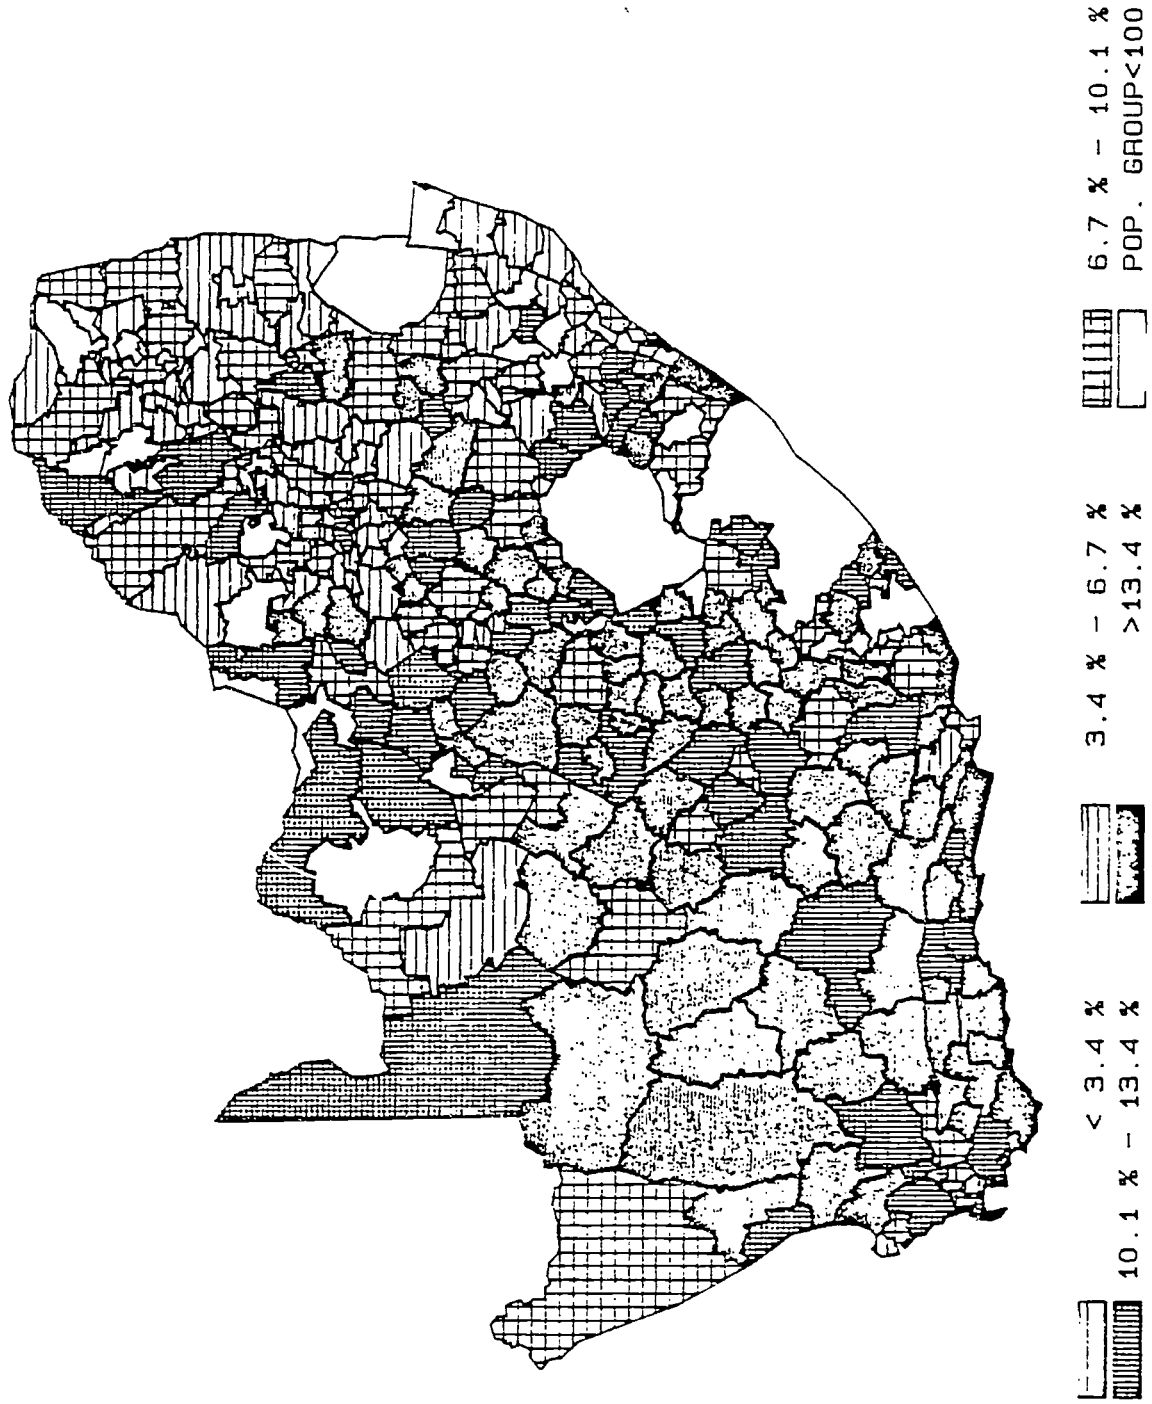 < 3.4 %
3.4 % - 6.7 %
6.7 % - 10.1 %
10.1 % - 13.4 %
>13.4 %
POP. GROUP<100